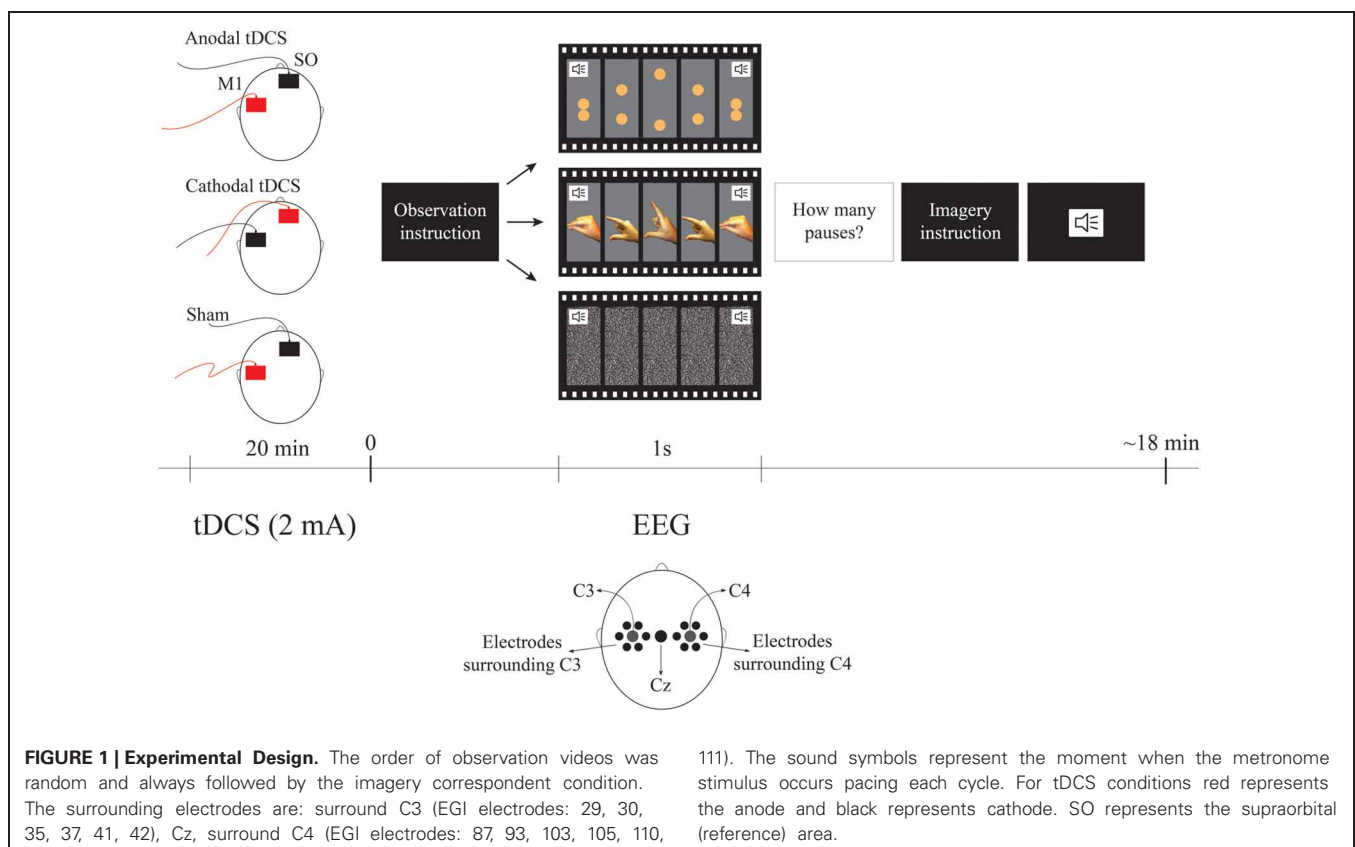 Anodal tDCS
SO
M1
Cathodal tDCS
Sham
Observation
instruction
How many
pauses?
Imagery
instruction
20 min
0
1s
~18 min
tDCS (2 mA)
EEG
C3
C4
Electrodes
surrounding C3
Electrodes
surrounding C4
Cz
FIGURE 1 | Experimental Design. The order of observation videos was
random and always followed by the imagery correspondent condition.
The surrounding electrodes are: surround C3 (EGI electrodes: 29, 30,
35, 37, 41, 42), Cz, surround C4 (EGI electrodes: 87, 93, 103, 105, 110,
111). The sound symbols represent the moment when the metronome
stimulus occurs pacing each cycle. For tDCS conditions red represents
the anode and black represents cathode. SO represents the supraorbital
(reference) area.